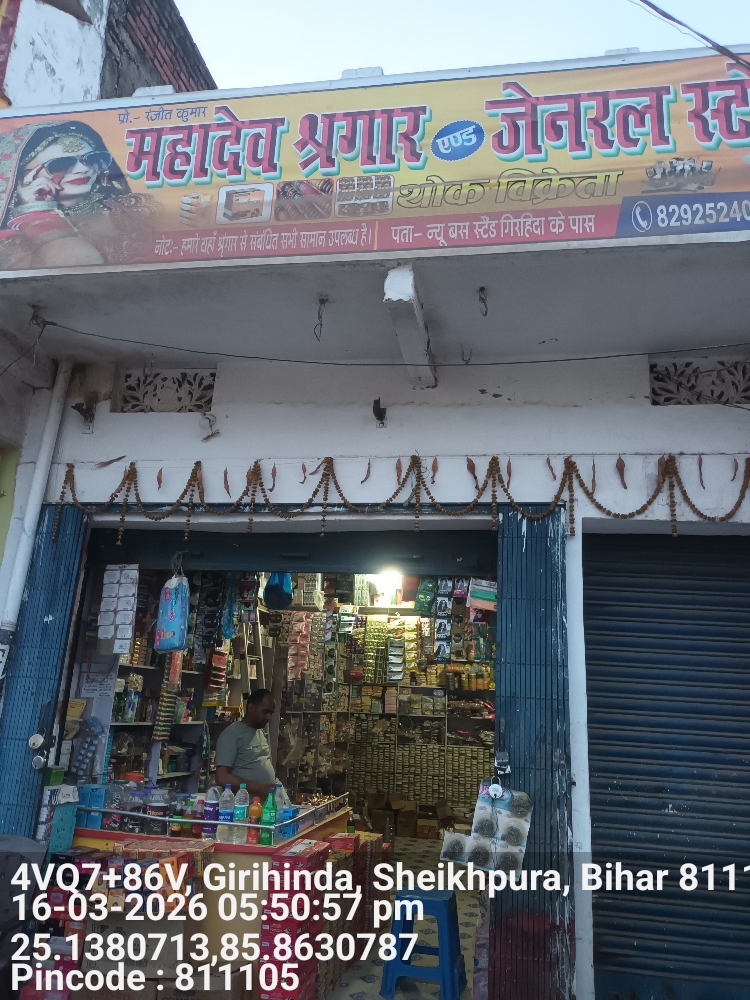 प्रो.- रंजीत कुमार
महादेव श्रृगार एण्ड जेनरल स्टे
थोक विक्रेता
नोट:- हमारे यहाँ श्रृंगार से संबंधित सभी सामान उपलब्ध है।
पता- न्यू बस स्टैंड गिरहिंडा के पास
82925240
4VQ7+86V, Girihinda, Sheikhpura, Bihar 8111
16-03-2026 05:50:57 pm
25.1380713,85.8630787
Pincode : 811105